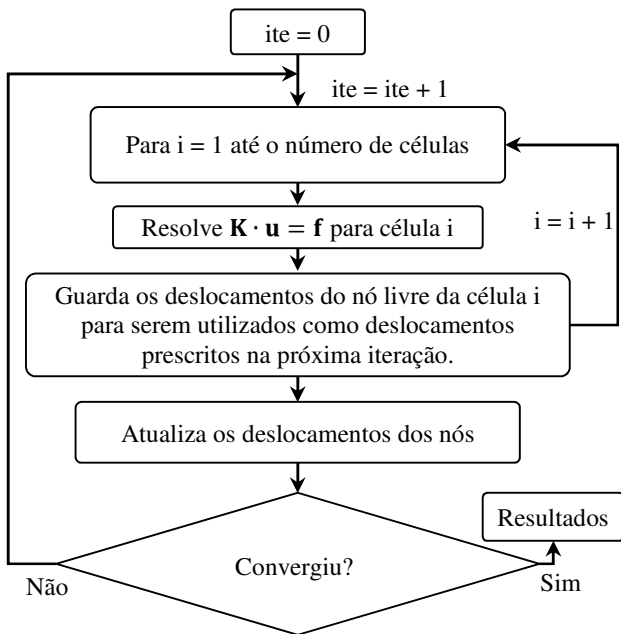 ite = 0
ite = ite + 1
Para i = 1 até o número de células
Resolve K · u = f para célula i
i = i + 1
Guarda os deslocamentos do nó livre da célula i
para serem utilizados como deslocamentos
prescritos na próxima iteração.
Atualiza os deslocamentos dos nós
Resultados
Convergiu?
Não
Sim